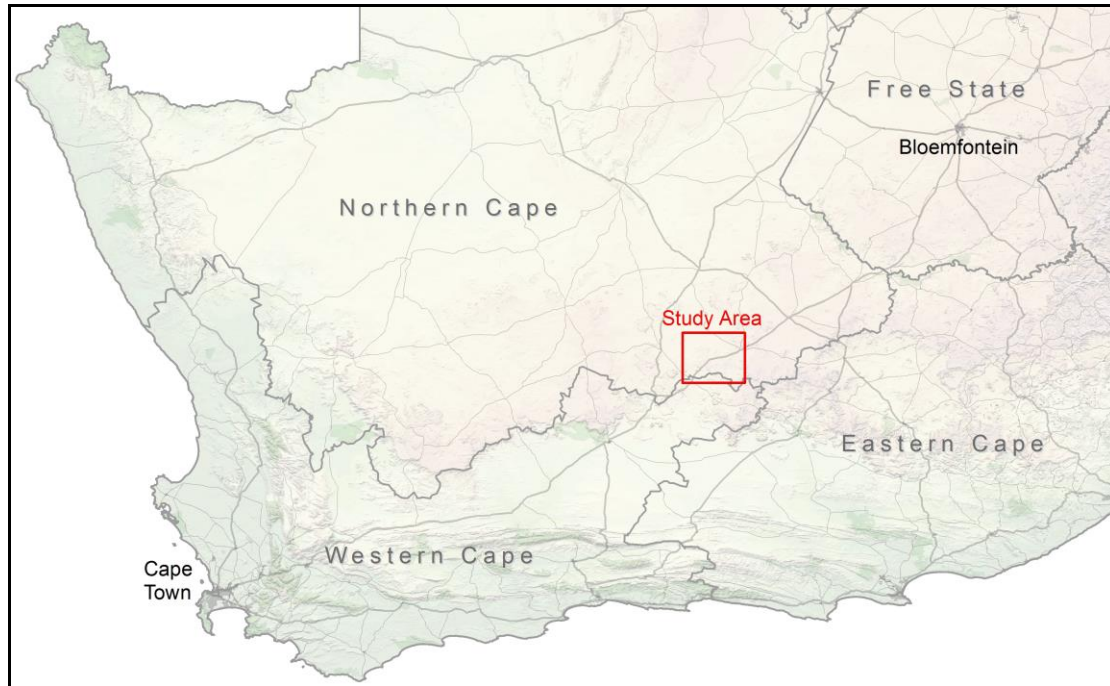 Free State
Bloemfontein
Northern Cape
Study Area
Eastern Cape
Western Cape
Cape
Town